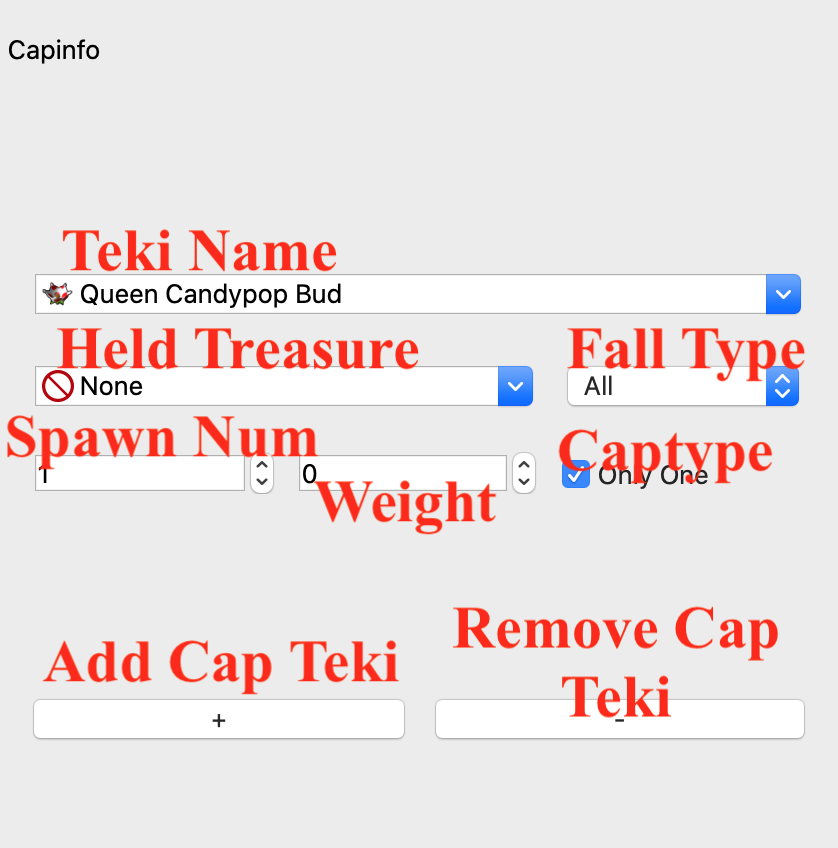 Capinfo
Teki Name
Queen Candypop Bud
Held Treasure
Fall Type
None
All
Spawn Num
Captype
1
0
Only One
Weight
Add Cap Teki
Remove Cap
Teki
+
-